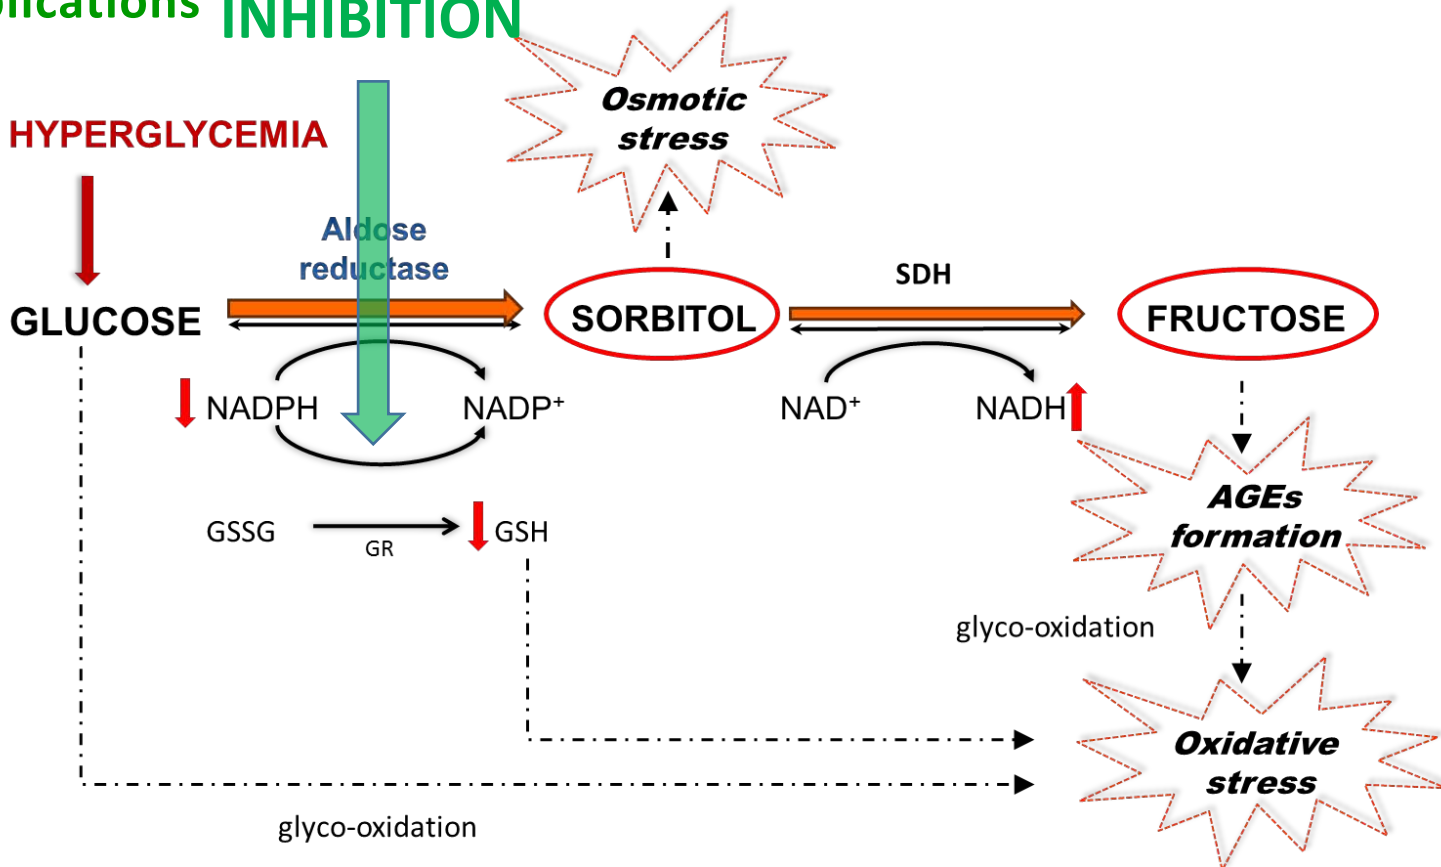 INHIBITION
Osmotic
stress
HYPERGLYCEMIA
Aldose
reductase
SDH
GLUCOSE
SORBITOL
FRUCTOSE
NADPH
NADP+
NAD+
NADH
AGEs
formation
GSSG
GR
GSH
glyco-oxidation
Oxidative
stress
glyco-oxidation